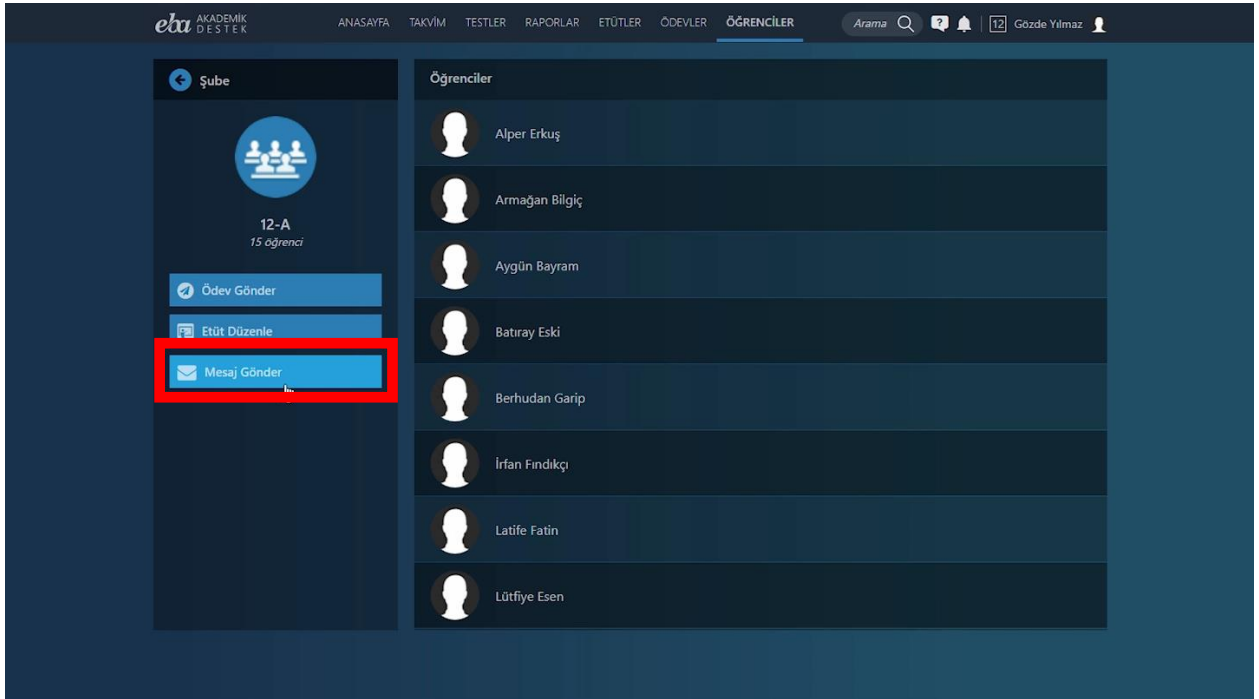 eba AKADEMİK DESTEK
ANASAYFA TAKVİM TESTLER RAPORLAR ETÜTLER ÖDEVLER ÖĞRENCİLER
Arama ? 12 Gözde Yılmaz
Şube
12-A
15 öğrenci
Ödev Gönder
Etüt Düzenle
Mesaj Gönder
Öğrenciler
Alper Erkuş
Armağan Bilgiç
Aygün Bayram
Batıray Eski
Berhudan Garip
İrfan Fındıkçı
Latife Fatin
Lütfiye Esen